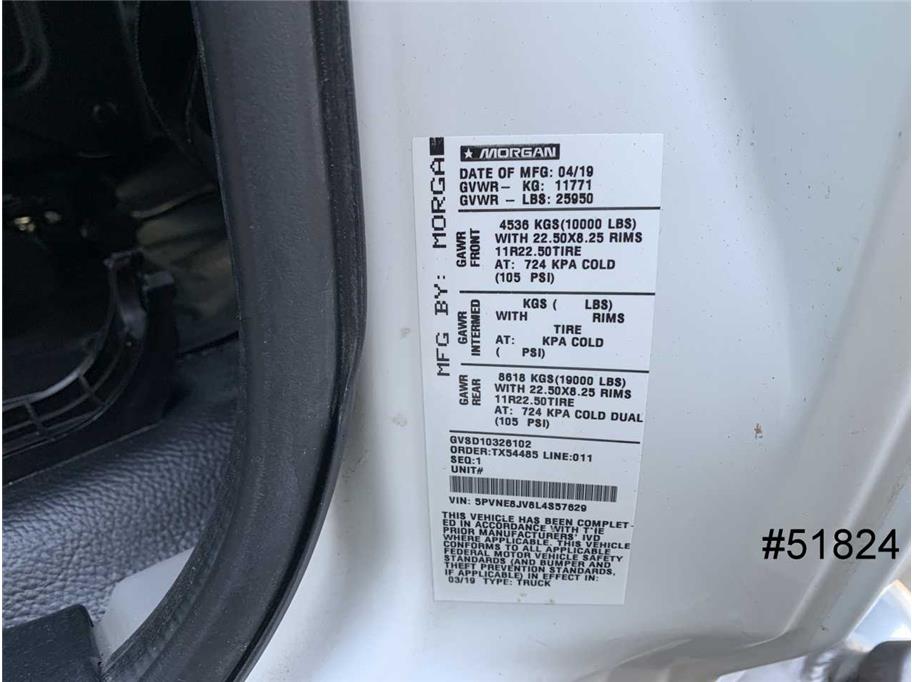 MORGAN
MFG BY: MORGA
DATE OF MFG: 04/19
GVWR- KG: 11771
GVWR - LBS: 25950
GAWR FRONT
4536 KGS(10000 LBS)
WITH 22.50X8.25 RIMS
11R22.50TIRE
AT: 724 KPA COLD
(105 PSI)
GAWR INTERMED
KGS ( LBS)
WITH RIMS
TIRE
AT: KPA COLD
( PSI)
GAWR REAR
8618 KGS(19000 LBS)
WITH 22.50X8.25 RIMS
11R22.50TIRE
AT: 724 KPA COLD DUAL
(105 PSI)
GVSD10326102
ORDER:TX54485 LINE:011
SEQ:1
UNIT#
VIN: 5PVNE8JV8L4S57629
THIS VEHICLE HAS BEEN COMPLET-
ED IN ACCORDANCE WITH T'IE
PRIOR MANUFACTURERS' IVD
WHERE APPLICABLE. THIS VEHICLE
CONFORMS TO ALL APPLICABLE
FEDERAL MOTOR VEHICLE SAFETY
STANDARDS (AND BUMPER AND
THEFT PREVENTION STANDARDS,
IF APPLICABLE) IN EFFECT IN:
03/19 TYPE: TRUCK
#51824